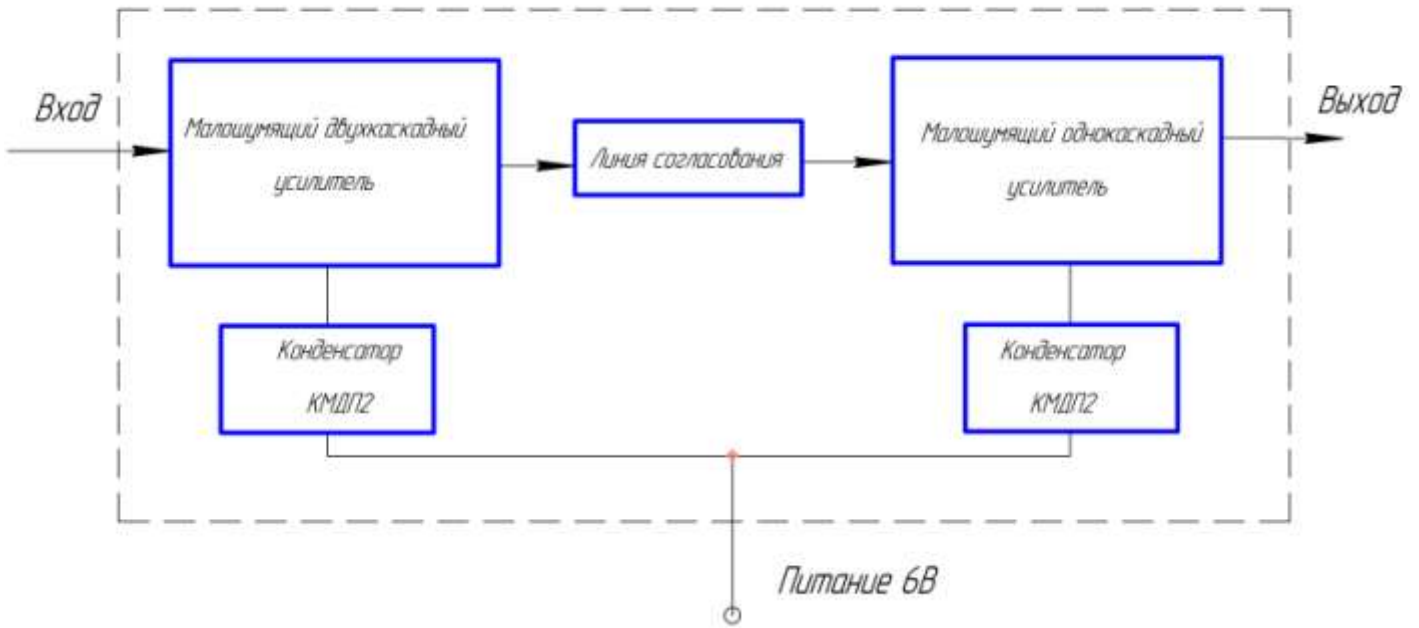 Вход
Малошумящий двухкаскадный
усилитель
Линия согласования
Малошумящий однокаскадный
усилитель
Выход
Конденсатор
КМДП2
Конденсатор
КМДП2
Питание 6В